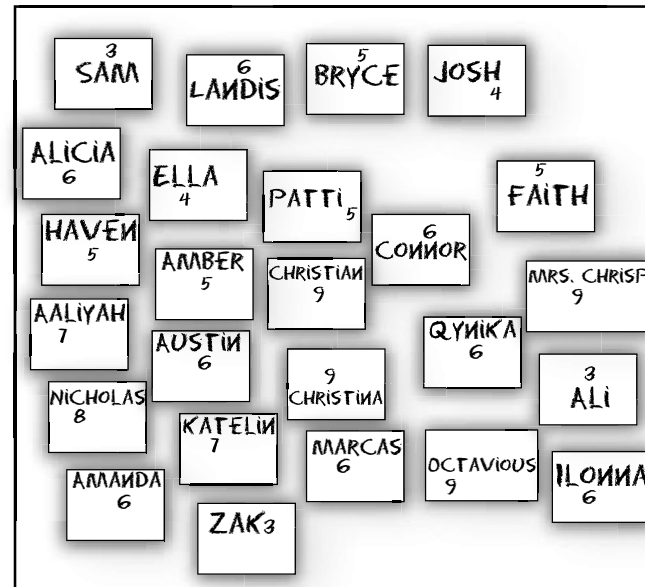 3
SAM
6
LANDIS
5
BRYCE
JOSH
4
ALICIA
6
ELLA
4
PATTI 5
5
FAITH
HAVEN
5
6
CONNOR
AMBER
5
CHRISTIAN
9
MRS. CHRISP
9
AALIYAH
7
AUSTIN
6
QYNIKA
6
3
ALI
9
CHRISTINA
NICHOLAS
8
KATELIN
7
MARCAS
6
OCTAVIOUS
9
ILONNA
6
AMANDA
6
ZAK3